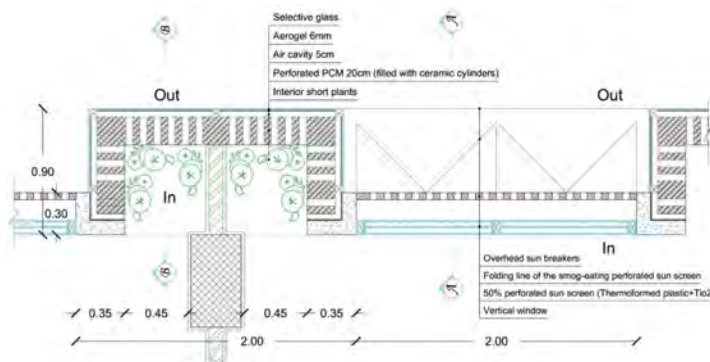 Selective glass
Aerogel 6mm
Air cavity 5cm
Perforated PCM 20cm (filled with ceramic cylinders)
Interior short plants
B
A
Out
Out
In
0.90
0.30
In
Overhead sun breakers
Folding line of the smog-eating perforated sun screen
50% perforated sun screen (Thermoformed plastic+Tio2
Vertical window
B
A
0.35
0.45
0.45
0.35
2.00
2.00